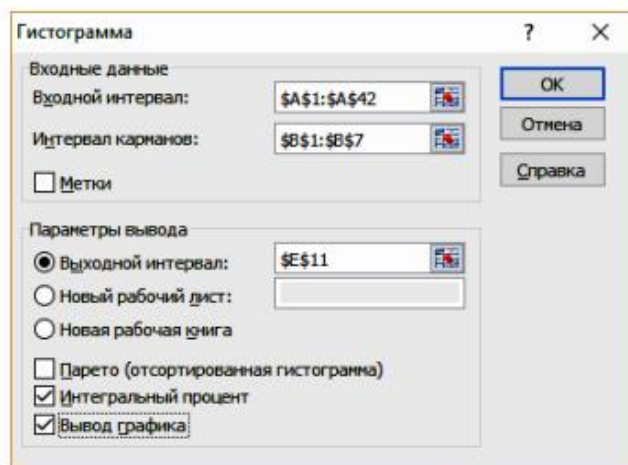 Гистограмма ? ×
Входные данные
Входной интервал: $A$1:$A$42
OK
Интервал карманов: $B$1:$B$7
Отмена
Метки
Справка
Параметры вывода
Выходной интервал: $E$11
Новый рабочий лист:
Новая рабочая книга
Парето (отсортированная гистограмма)
Интегральный процент
Вывод графика